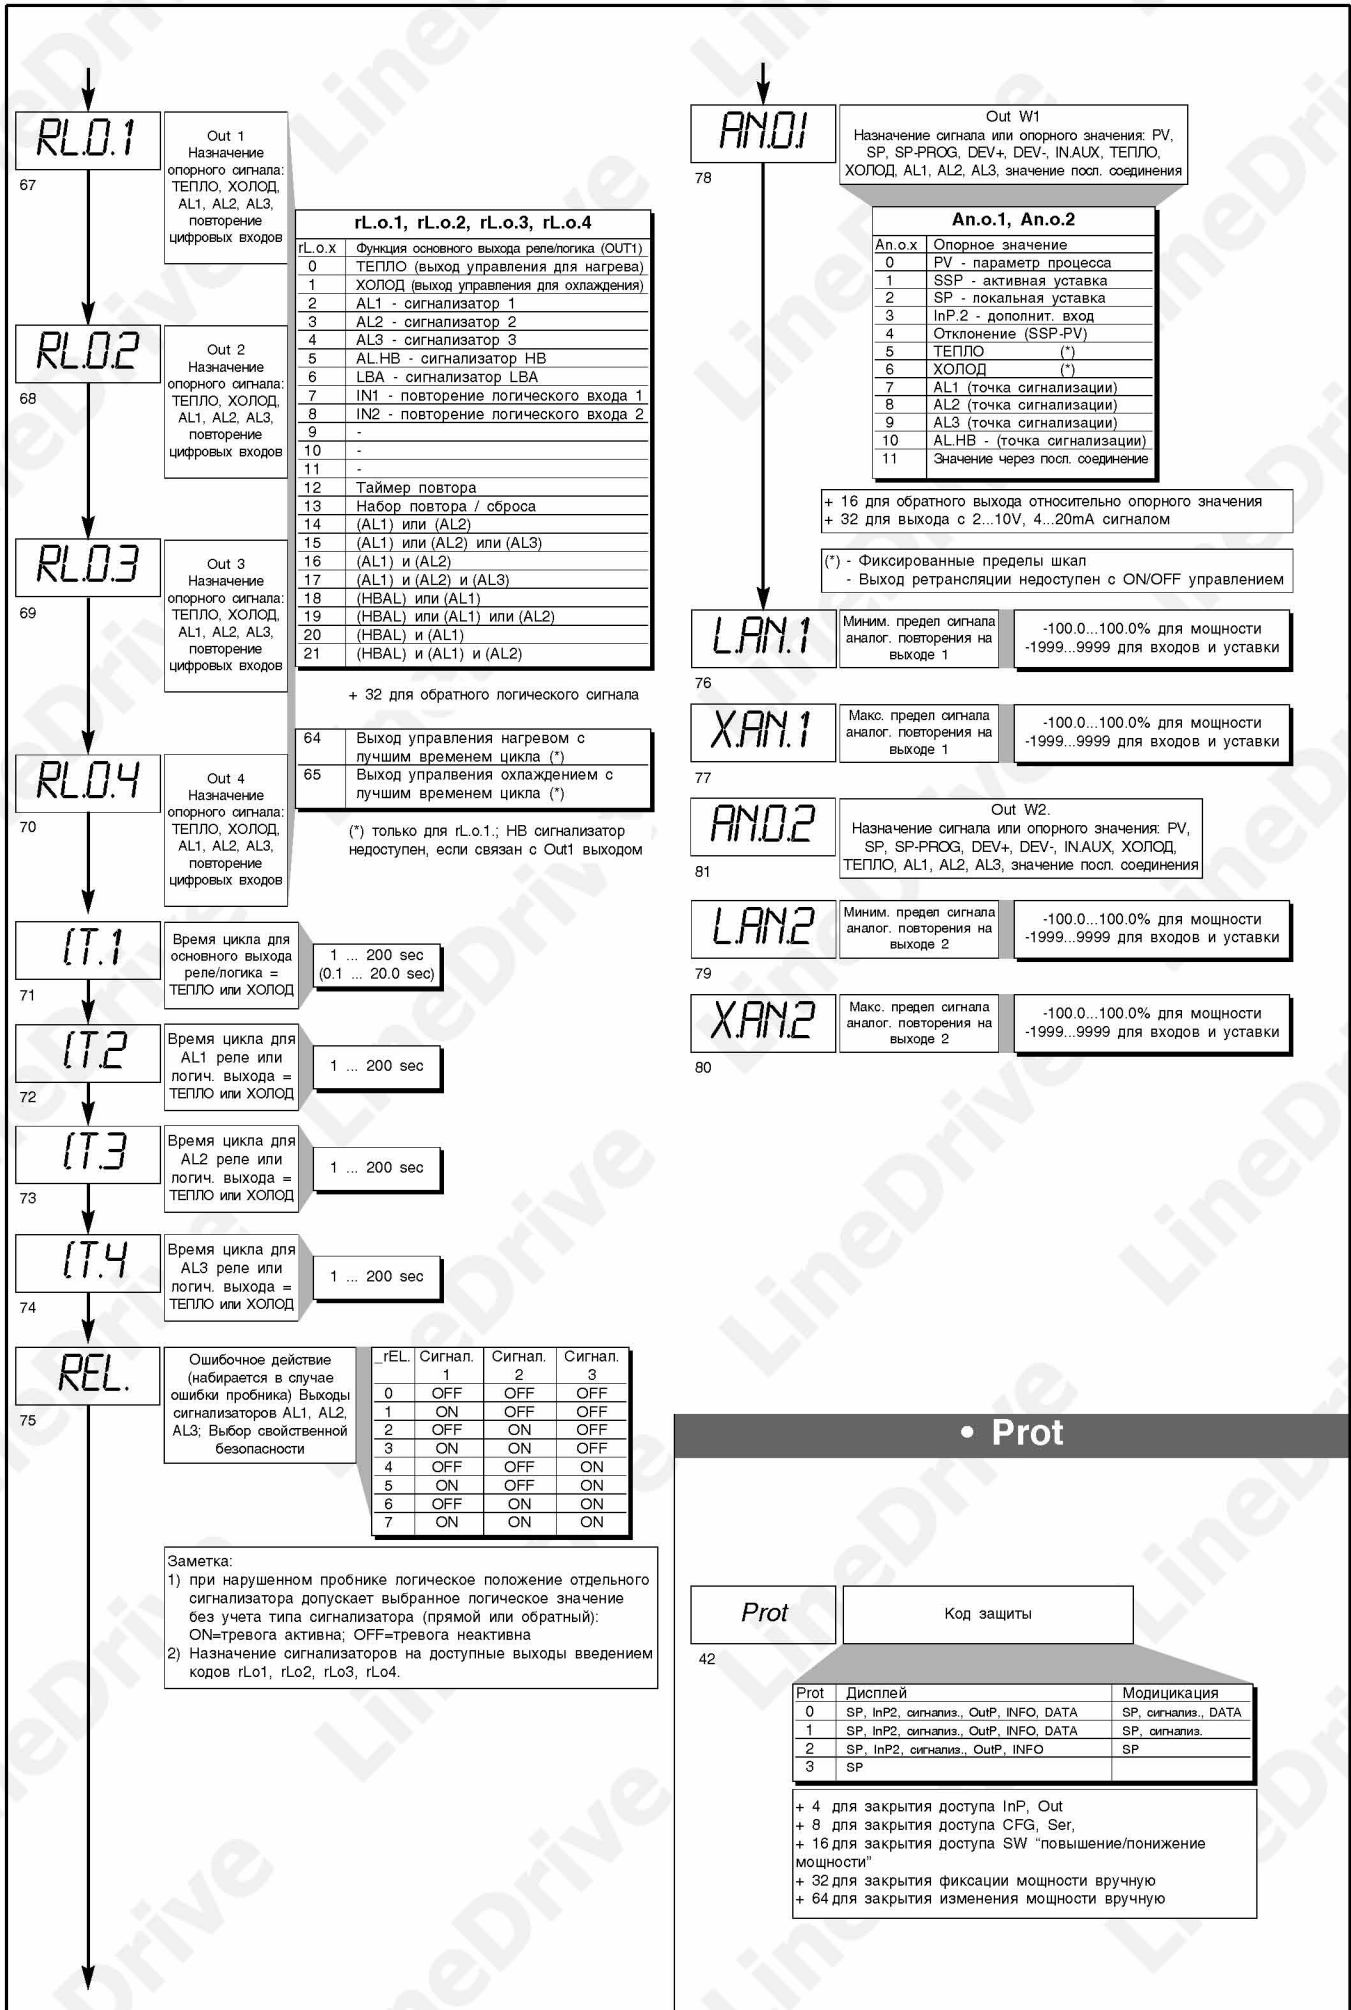 RL.O.1
67
Out 1
Назначение
опорного сигнала:
ТЕПЛО, ХОЛОД,
AL1, AL2, AL3,
повторение
цифровых входов
RL.O.2
68
Out 2
Назначение
опорного сигнала:
ТЕПЛО, ХОЛОД,
AL1, AL2, AL3,
повторение
цифровых входов
RL.O.3
69
Out 3
Назначение
опорного сигнала:
ТЕПЛО, ХОЛОД,
AL1, AL2, AL3,
повторение
цифровых входов
RL.O.4
70
Out 4
Назначение
опорного сигнала:
ТЕПЛО, ХОЛОД,
AL1, AL2, AL3,
повторение
цифровых входов
rL.o.1, rL.o.2, rL.o.3, rL.o.4
rL.o.x Функция основного выхода реле/логика (OUT1)
0 ТЕПЛО (выход управления для нагрева)
1 ХОЛОД (выход управления для охлаждения)
2 AL1 - сигнализатор 1
3 AL2 - сигнализатор 2
4 AL3 - сигнализатор 3
5 AL.HB - сигнализатор HB
6 LBA - сигнализатор LBA
7 IN1 - повторение логического входа 1
8 IN2 - повторение логического входа 2
9 -
10 -
11 -
12 Таймер повтора
13 Набор повтора / сброса
14 (AL1) или (AL2)
15 (AL1) или (AL2) или (AL3)
16 (AL1) и (AL2)
17 (AL1) и (AL2) и (AL3)
18 (HBAL) или (AL1)
19 (HBAL) или (AL1) или (AL2)
20 (HBAL) и (AL1)
21 (HBAL) и (AL1) и (AL2)
+ 32 для обратного логического сигнала
64 Выход управления нагревом с
лучшим временем цикла (*)
65 Выход упралвения охлаждением с
лучшим временем цикла (*)
(*) только для rL.o.1.; HB сигнализатор
недоступен, если связан с Out1 выходом
CT.1
71
Время цикла для
основного выхода
реле/логика =
ТЕПЛО или ХОЛОД
1 ... 200 sec
(0.1 ... 20.0 sec)
CT.2
72
Время цикла для
AL1 реле или
логич. выхода =
ТЕПЛО или ХОЛОД
1 ... 200 sec
CT.3
73
Время цикла для
AL2 реле или
логич. выхода =
ТЕПЛО или ХОЛОД
1 ... 200 sec
CT.4
74
Время цикла для
AL3 реле или
логич. выхода =
ТЕПЛО или ХОЛОД
1 ... 200 sec
REL.
75
Ошибочное действие
(набирается в случае
ошибки пробника) Выходы
сигнализаторов AL1, AL2,
AL3; Выбор свойственной
безопасности
_rEL. Сигнал. Сигнал. Сигнал.
1 2 3
0 OFF OFF OFF
1 ON OFF OFF
2 OFF ON OFF
3 ON ON OFF
4 OFF OFF ON
5 ON OFF ON
6 OFF ON ON
7 ON ON ON
Заметка:
1) при нарушенном пробнике логическое положение отдельного
сигнализатора допускает выбранное логическое значение
без учета типа сигнализатора (прямой или обратный):
ON=тревога активна; OFF=тревога неактивна
2) Назначение сигнализаторов на доступные выходы введением
кодов rLo1, rLo2, rLo3, rLo4.
AN.O.1
78
Out W1
Назначение сигнала или опорного значения: PV,
SP, SP-PROG, DEV+, DEV-, IN.AUX, ТЕПЛО,
ХОЛОД, AL1, AL2, AL3, значение посл. соединения
An.o.1, An.o.2
An.o.x Опорное значение
0 PV - параметр процесса
1 SSP - активная уставка
2 SP - локальная уставка
3 InP.2 - дополнит. вход
4 Отклонение (SSP-PV)
5 ТЕПЛО (*)
6 ХОЛОД (*)
7 AL1 (точка сигнализации)
8 AL2 (точка сигнализации)
9 AL3 (точка сигнализации)
10 AL.HB - (точка сигнализации)
11 Значение через посл. соединение
+ 16 для обратного выхода относительно опорного значения
+ 32 для выхода с 2...10V, 4...20mA сигналом
(*) - Фиксированные пределы шкал
- Выход ретрансляции недоступен с ON/OFF управлением
L.AN.1
76
Миним. предел сигнала
аналог. повторения на
выходе 1
-100.0...100.0% для мощности
-1999...9999 для входов и уставки
X.AN.1
77
Макс. предел сигнала
аналог. повторения на
выходе 1
-100.0...100.0% для мощности
-1999...9999 для входов и уставки
AN.O.2
81
Out W2.
Назначение сигнала или опорного значения: PV,
SP, SP-PROG, DEV+, DEV-, IN.AUX, ХОЛОД,
ТЕПЛО, AL1, AL2, AL3, значение посл. соединения
L.AN.2
79
Миним. предел сигнала
аналог. повторения на
выходе 2
-100.0...100.0% для мощности
-1999...9999 для входов и уставки
X.AN.2
80
Макс. предел сигнала
аналог. повторения на
выходе 2
-100.0...100.0% для мощности
-1999...9999 для входов и уставки
• Prot
Prot
42
Код защиты
Prot Дисплей Модицикация
0 SP, InP2, сигнализ., OutP, INFO, DATA SP, сигнализ., DATA
1 SP, InP2, сигнализ., OutP, INFO, DATA SP, сигнализ.
2 SP, InP2, сигнализ., OutP, INFO SP
3 SP
+ 4 для закрытия доступа InP, Out
+ 8 для закрытия доступа CFG, Ser,
+ 16 для закрытия доступа SW “повышение/понижение
мощности”
+ 32 для закрытия фиксации мощности вручную
+ 64 для закрытия изменения мощности вручную